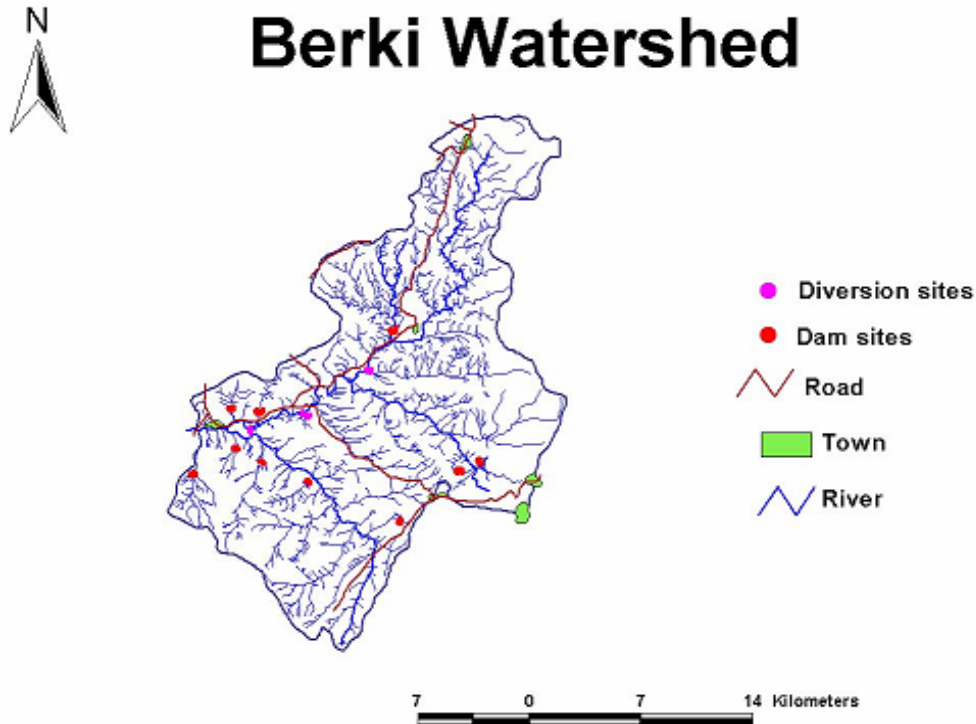 N
Berki Watershed
Diversion sites
Dam sites
Road
Town
River
7 0 7 14 Kilometers